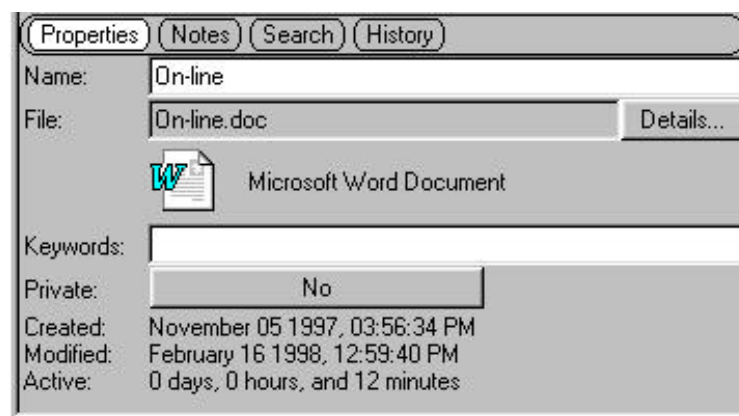 Properties Notes Search History
Name: On-line
File: On-line.doc Details...
W Microsoft Word Document
Keywords:
Private: No
Created: November 05 1997, 03:56:34 PM
Modified: February 16 1998, 12:59:40 PM
Active: 0 days, 0 hours, and 12 minutes